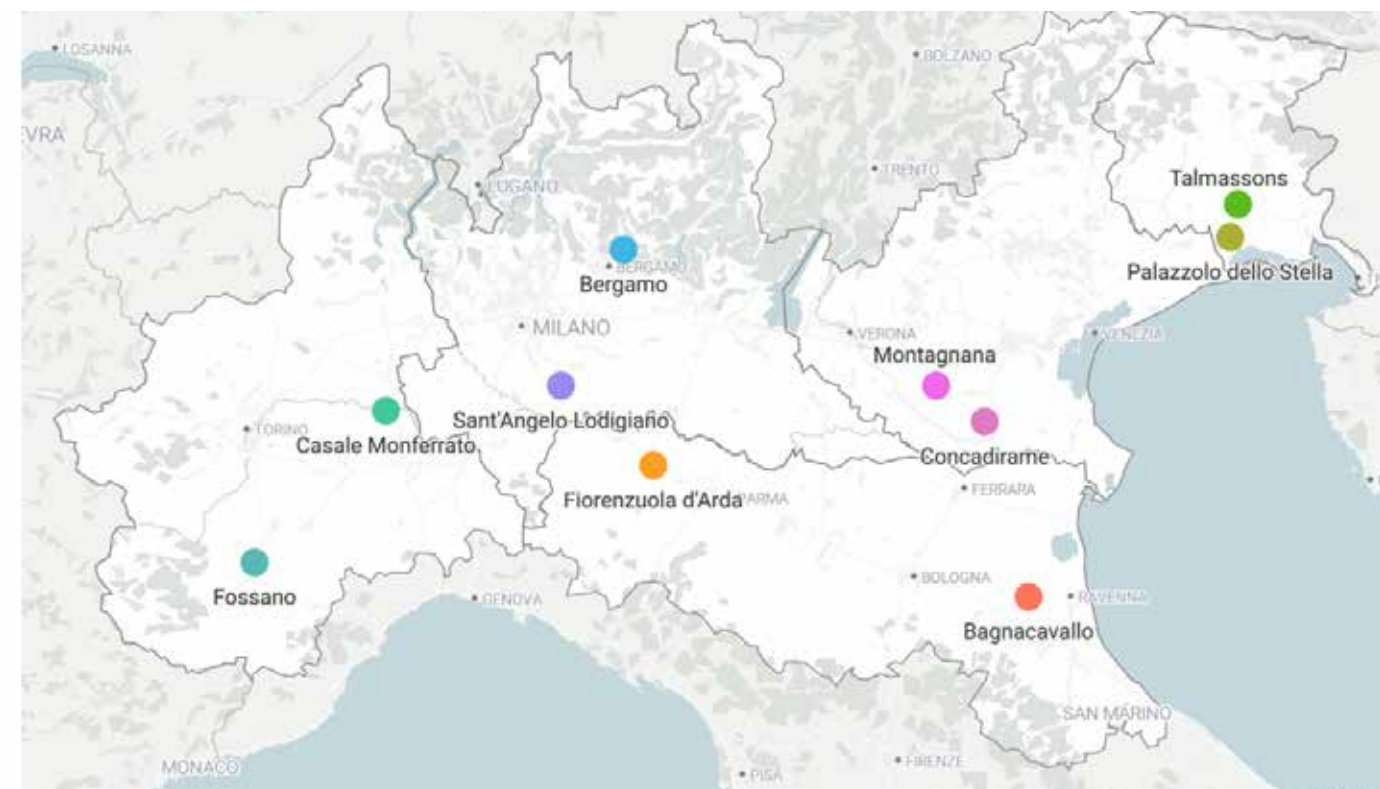 LOSANNA
BOLZANO
EVRA
TRENTO
Talmassons
LUGANO
Bergamo
BERGAMO
Palazzolo dello Stella
MILANO
VERONA
VENEZIA
Montagnana
Sant'Angelo Lodigiano
TORINO
Casale Monferrato
Concadirame
FERRARA
Fiorenzuola d'Arda
PARMA
BOLOGNA
Fossano
GENOVA
RAVENNA
Bagnacavallo
SAN MARINO
MONACO
FIRENZE
PISA